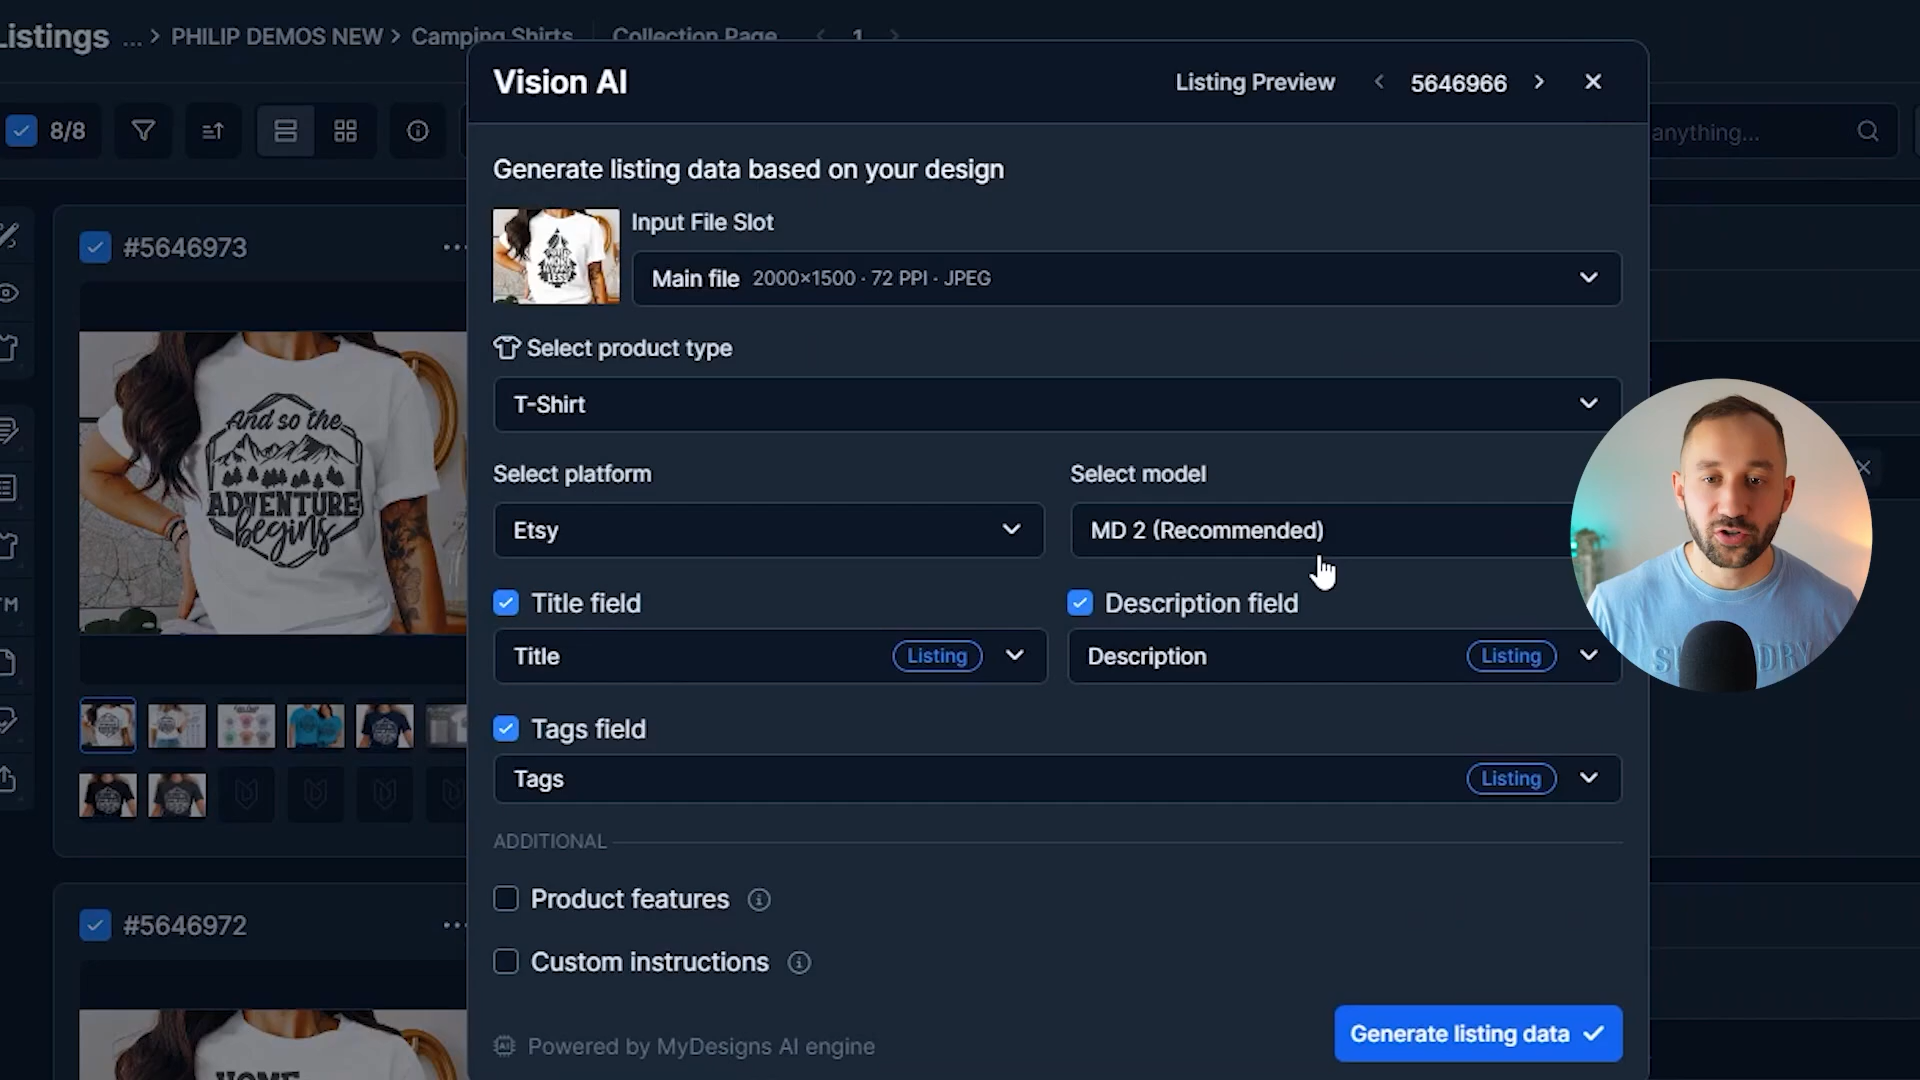 Listings ... > PHILIP DEMOS NEW > Camping Shirts Collection Page < 1 >
8/8
anything...
Vision AI
Listing Preview < 5646966 >
Generate listing data based on your design
Input File Slot
Main file 2000×1500 · 72 PPI · JPEG
Select product type
T-Shirt
Select platform
Select model
Etsy
MD 2 (Recommended)
Title field
Description field
Title Listing
Description Listing
Tags field
Tags Listing
ADDITIONAL
Product features
Custom instructions
Powered by MyDesigns AI engine
Generate listing data
#5646973
And so the
ADVENTURE
begins
#5646972
HOME